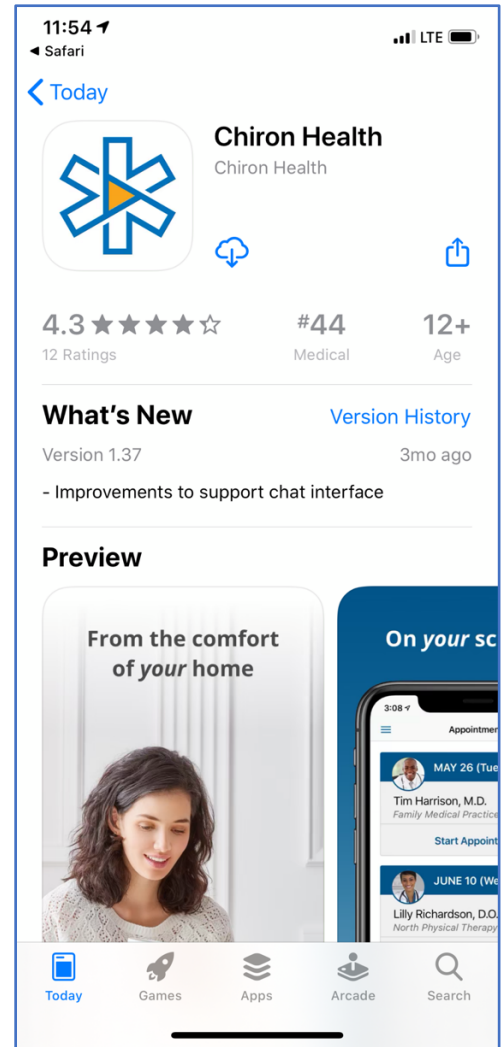 11:54
LTE
Safari
Today
Chiron Health
Chiron Health
4.3 #44 12+
12 Ratings Medical Age
What's New Version History
Version 1.37 3mo ago
- Improvements to support chat interface
Preview
From the comfort
of your home
On your sc
3:08
Appointmen
MAY 26 (Tue
Tim Harrison, M.D.
Family Medical Practice
Start Appoint
JUNE 10 (We
Lilly Richardson, D.O.
North Physical Therapy
Today Games Apps Arcade Search